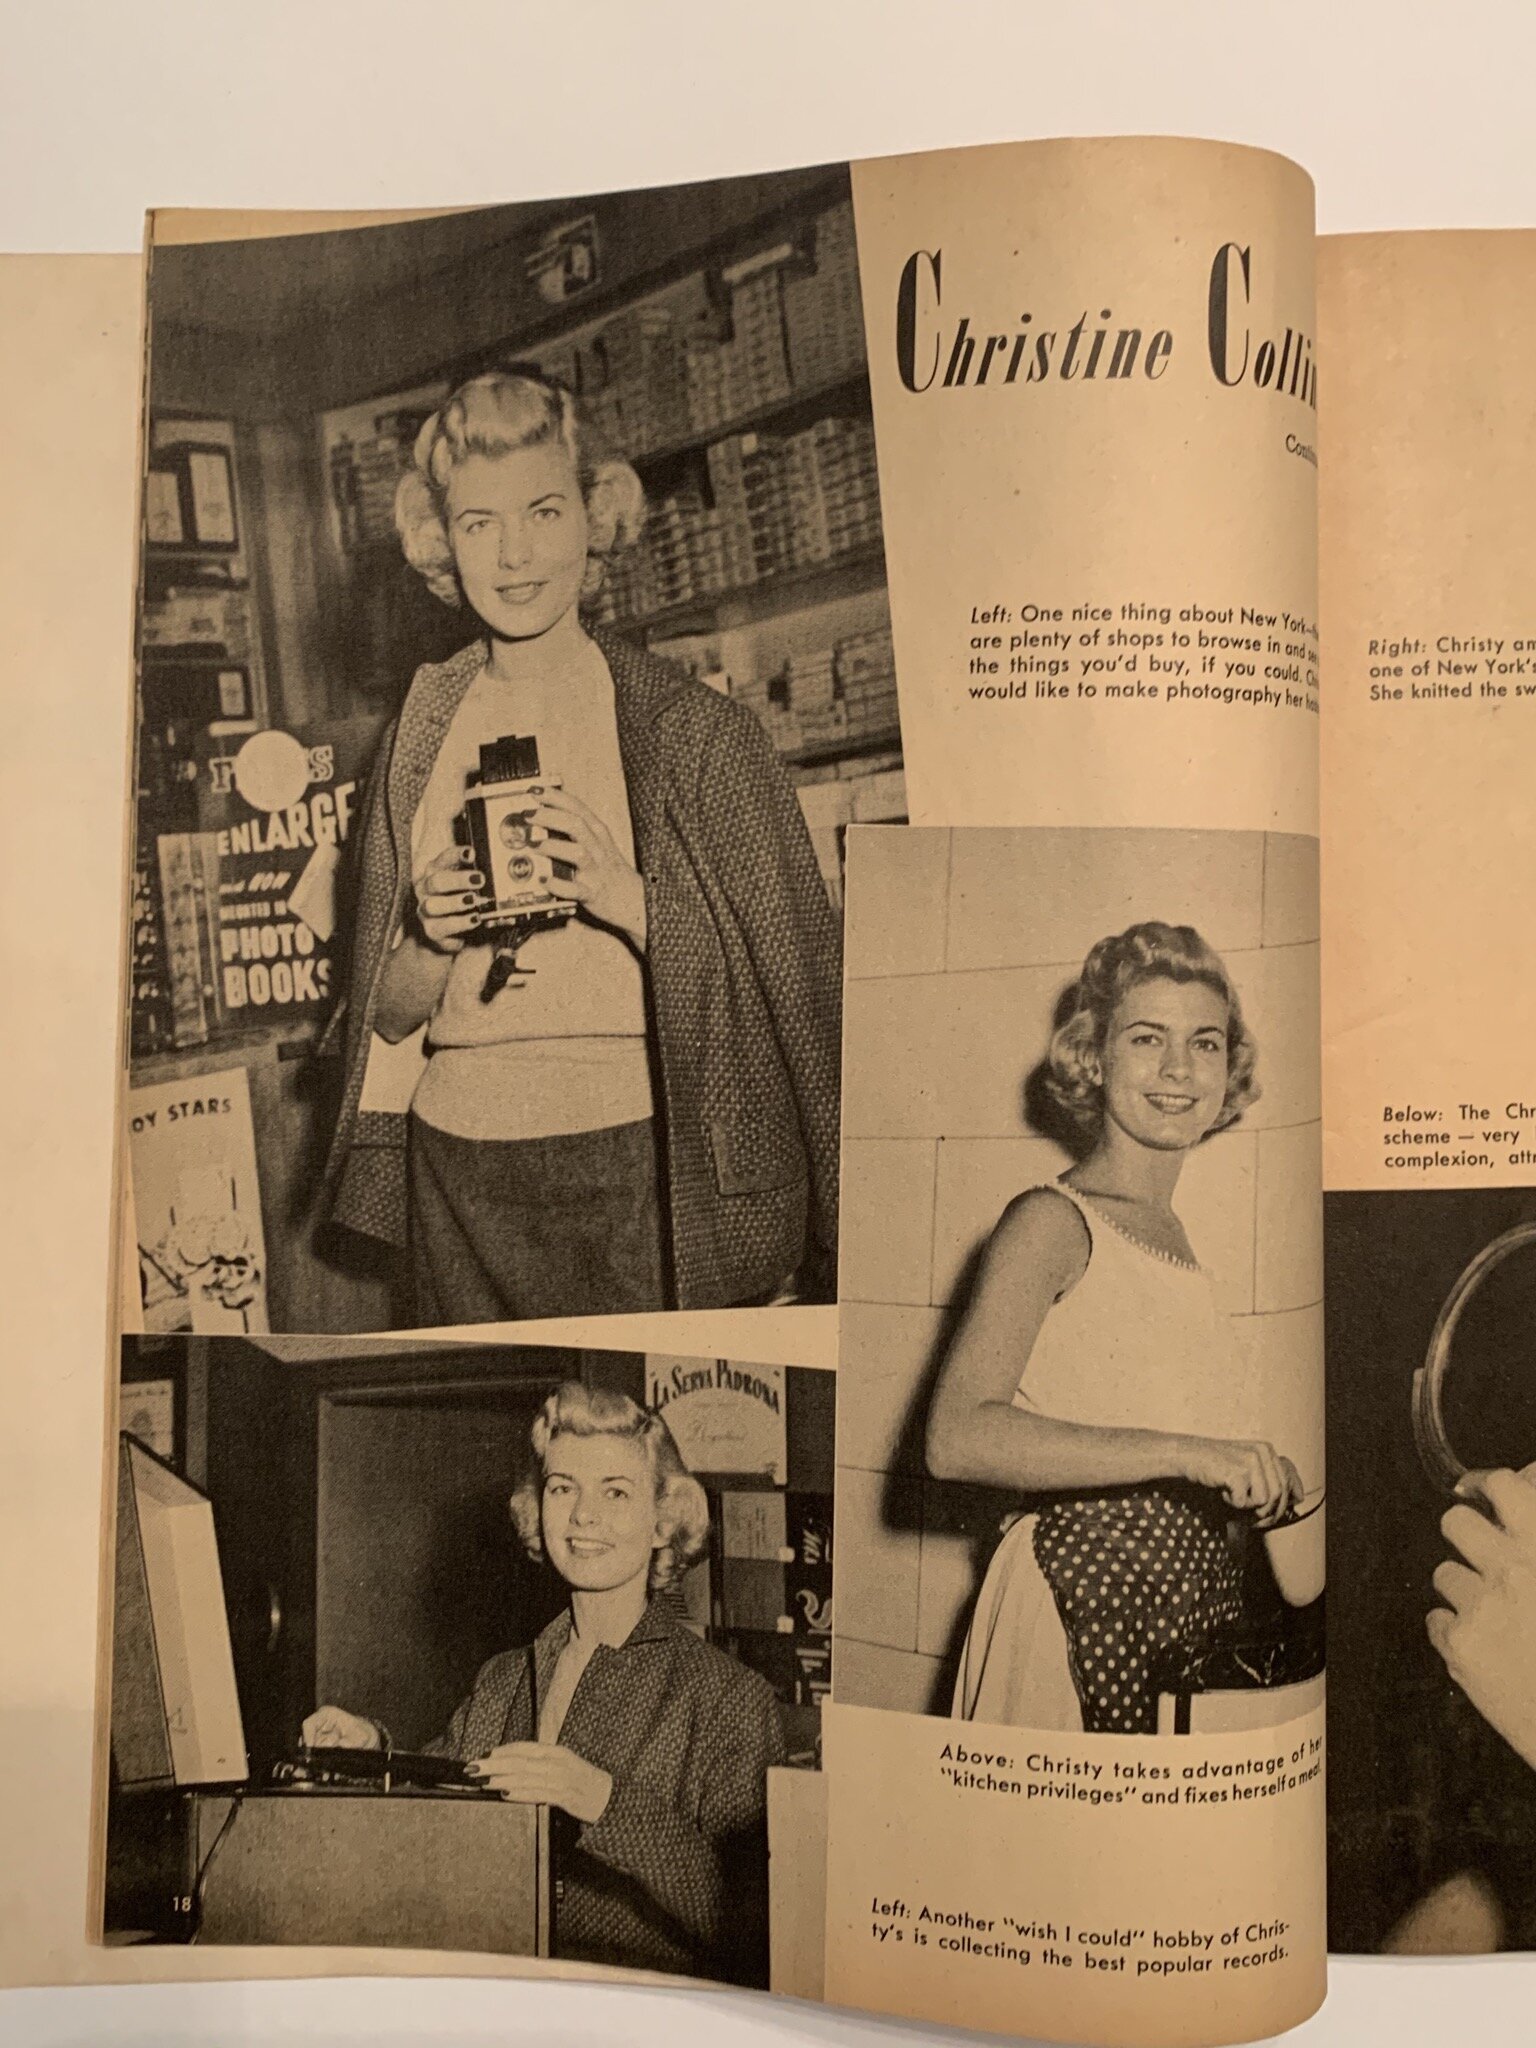 Christine Collin
Left: One nice thing about New York—
are plenty of shops to browse in and
the things you'd buy, if you could.
would like to make photography her
Right: Christy
one of New York's
She knitted the
ENLARGE
PHOTO
BOOKS
OY STARS
Below: The
scheme — very
complexion,
LA SERVA PADRONA
Above: Christy takes advantage of her
"kitchen privileges" and fixes herself a meal.
18
Left: Another "wish I could" hobby of Chris-
ty's is collecting the best popular records.